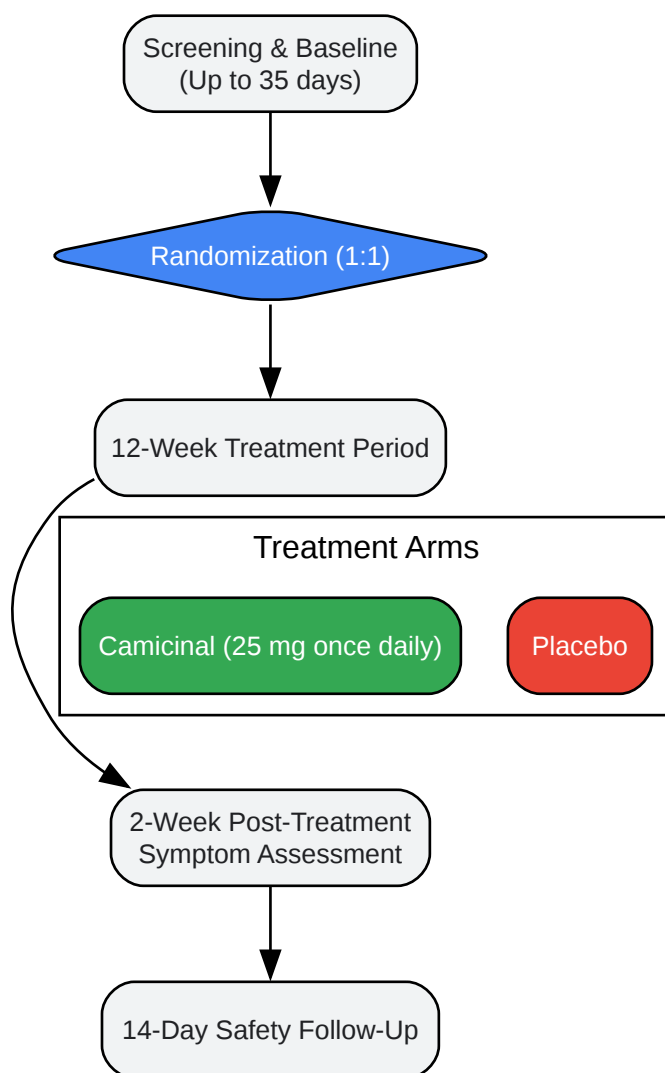 Screening & Baseline
(Up to 35 days)
Randomization (1:1)
12-Week Treatment Period
Treatment Arms
Camicinal (25 mg once daily)
Placebo
2-Week Post-Treatment
Symptom Assessment
14-Day Safety Follow-Up